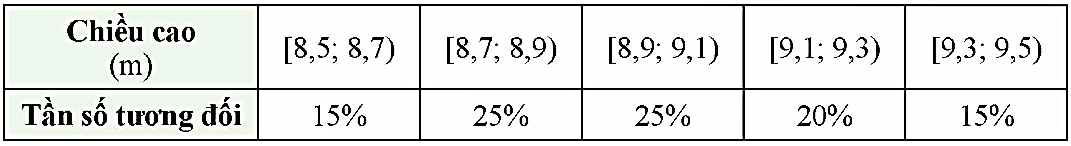 Chiều cao (m) [8,5; 8,7) [8,7; 8,9) [8,9; 9,1) [9,1; 9,3) [9,3; 9,5)
Tần số tương đối 15% 25% 25% 20% 15%